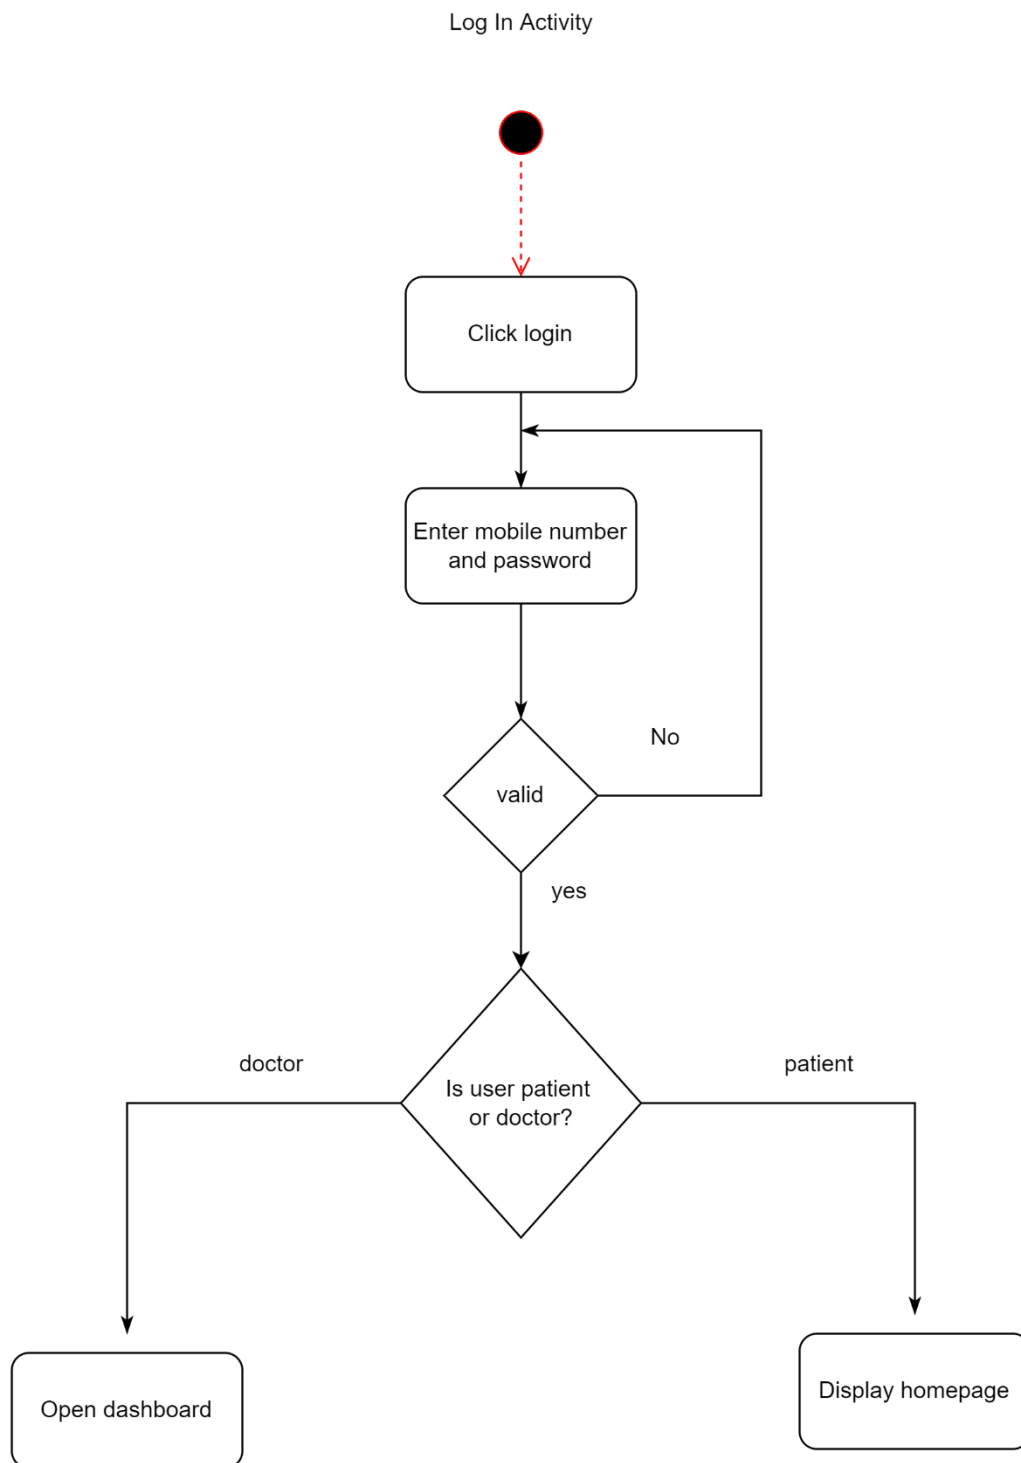 Log In Activity
Click login
Enter mobile number
and password
No
valid
yes
doctor
patient
Is user patient
or doctor?
Display homepage
Open dashboard